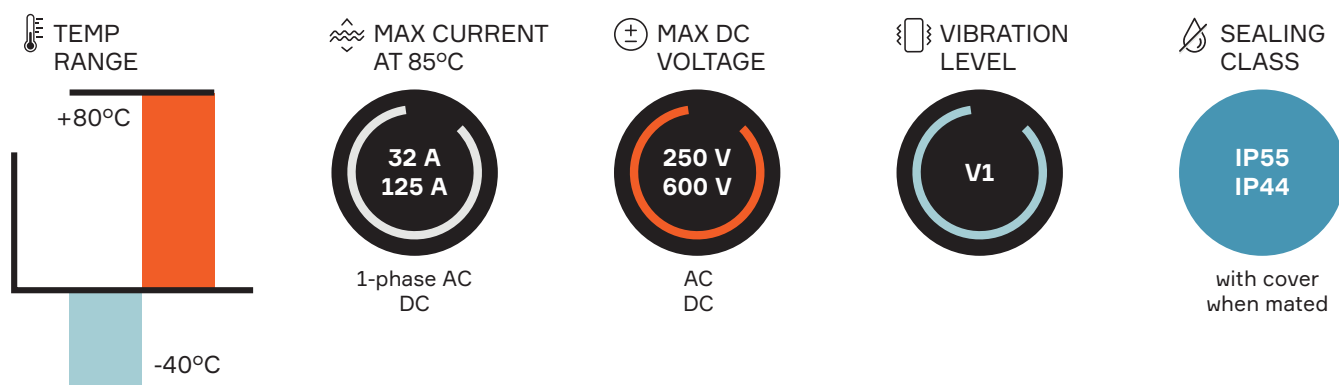 TEMP
RANGE
+80°C
-40°C
MAX CURRENT
AT 85°C
32 A
125 A
1-phase AC
DC
MAX DC
VOLTAGE
250 V
600 V
AC
DC
VIBRATION
LEVEL
V1
SEALING
CLASS
IP55
IP44
with cover
when mated